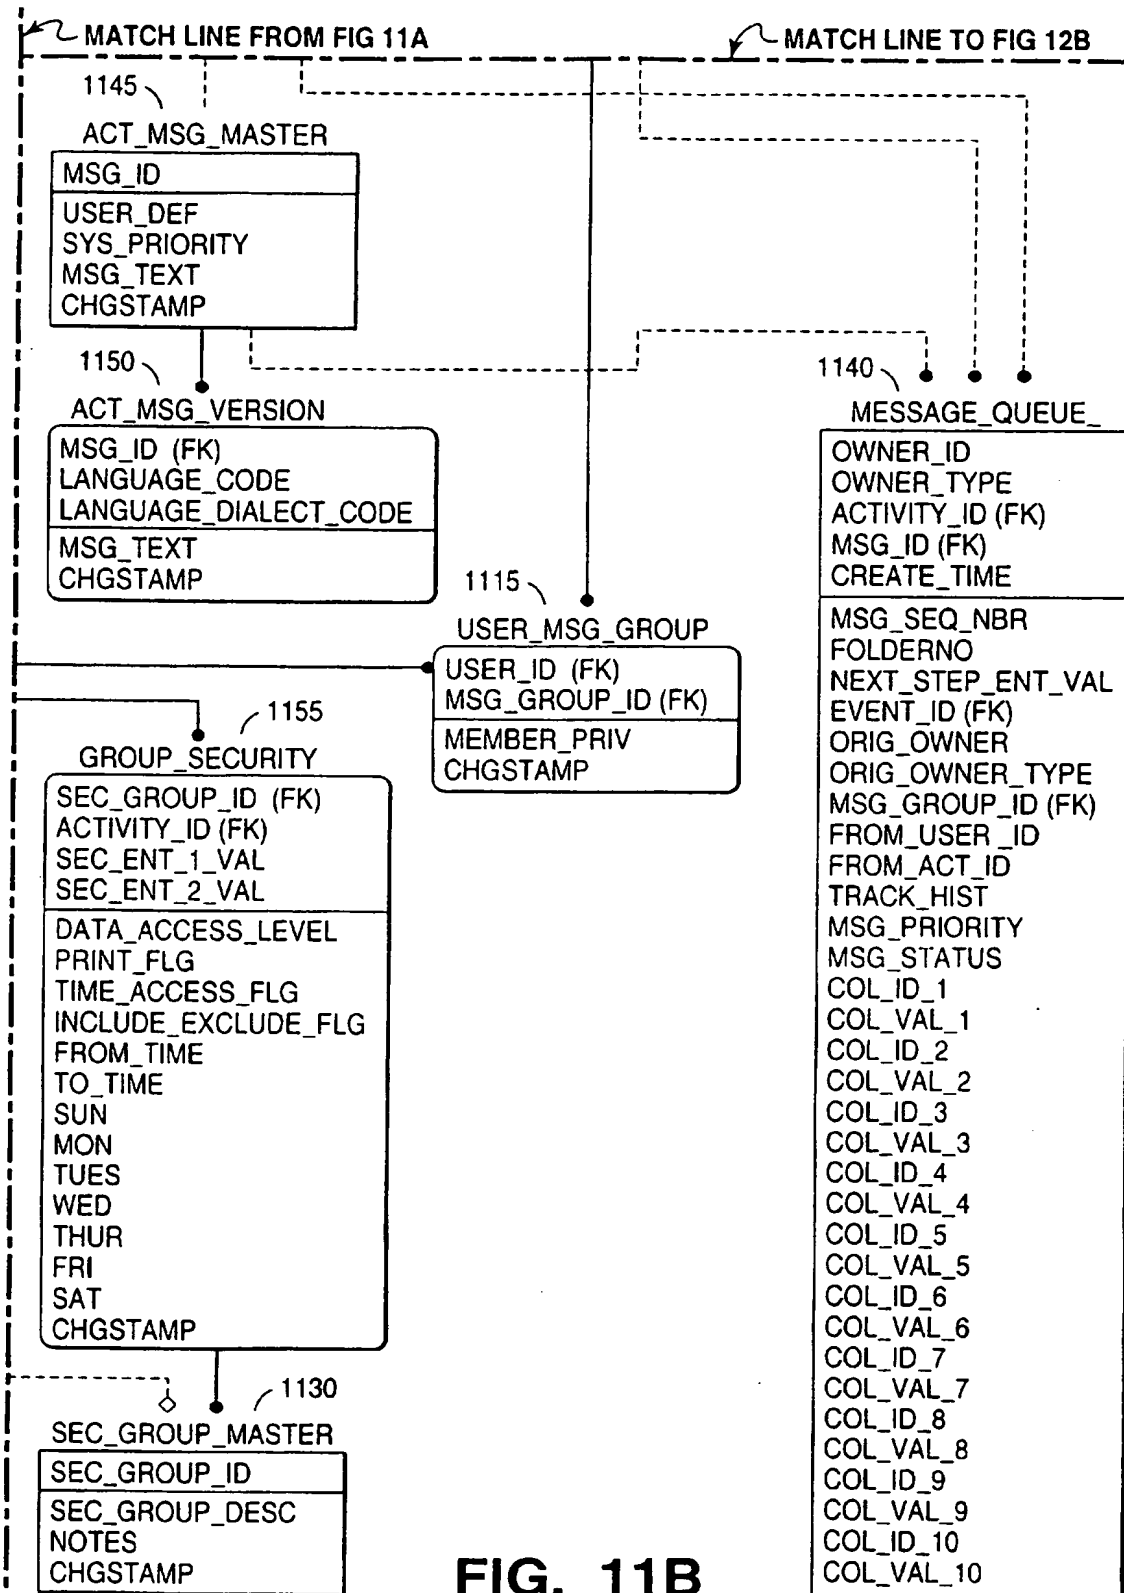 MATCH LINE FROM FIG 11A
MATCH LINE TO FIG 12B
1145
ACT_MSG_MASTER
MSG_ID
USER_DEF
SYS_PRIORITY
MSG_TEXT
CHGSTAMP
1150
ACT_MSG_VERSION
MSG_ID (FK)
LANGUAGE_CODE
LANGUAGE_DIALECT_CODE
MSG_TEXT
CHGSTAMP
1115
USER_MSG_GROUP
USER_ID (FK)
MSG_GROUP_ID (FK)
MEMBER_PRIV
CHGSTAMP
1155
GROUP_SECURITY
SEC_GROUP_ID (FK)
ACTIVITY_ID (FK)
SEC_ENT_1_VAL
SEC_ENT_2_VAL
DATA_ACCESS_LEVEL
PRINT_FLG
TIME_ACCESS_FLG
INCLUDE_EXCLUDE_FLG
FROM_TIME
TO_TIME
SUN
MON
TUES
WED
THUR
FRI
SAT
CHGSTAMP
1130
SEC_GROUP_MASTER
SEC_GROUP_ID
SEC_GROUP_DESC
NOTES
CHGSTAMP
1140
MESSAGE_QUEUE_
OWNER_ID
OWNER_TYPE
ACTIVITY_ID (FK)
MSG_ID (FK)
CREATE_TIME
MSG_SEQ_NBR
FOLDERNO
NEXT_STEP_ENT_VAL
EVENT_ID (FK)
ORIG_OWNER
ORIG_OWNER_TYPE
MSG_GROUP_ID (FK)
FROM_USER_ID
FROM_ACT_ID
TRACK_HIST
MSG_PRIORITY
MSG_STATUS
COL_ID_1
COL_VAL_1
COL_ID_2
COL_VAL_2
COL_ID_3
COL_VAL_3
COL_ID_4
COL_VAL_4
COL_ID_5
COL_VAL_5
COL_ID_6
COL_VAL_6
COL_ID_7
COL_VAL_7
COL_ID_8
COL_VAL_8
COL_ID_9
COL_VAL_9
COL_ID_10
COL_VAL_10
FIG. 11B